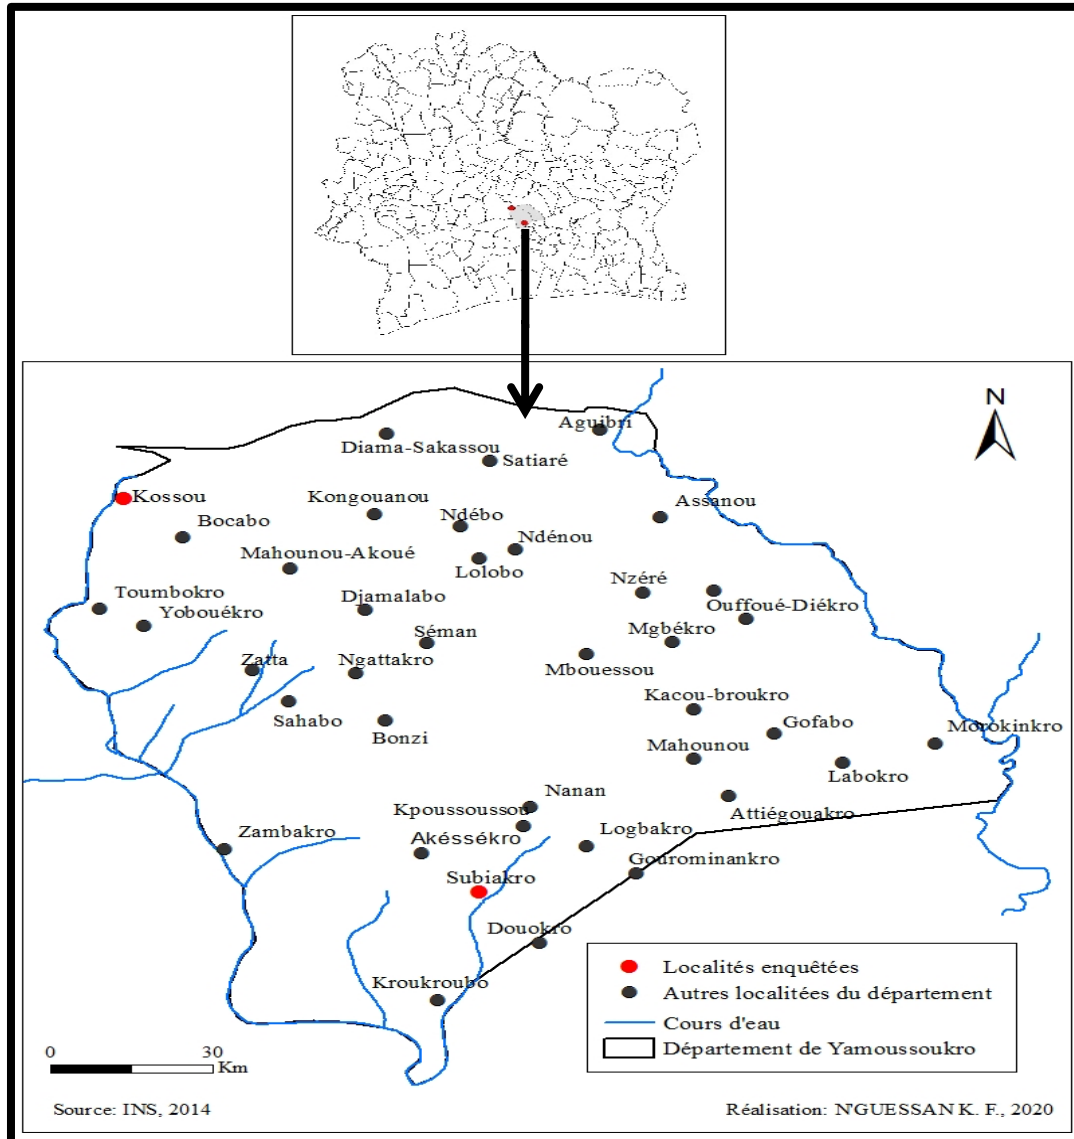 N
Aguibri
Diama-Sakassou
Satiaré
Kossou
Kongouanou
Assanou
Bocabo
Ndébo
Ndénou
Mahounou-Akoué
Lolobo
Nzéré
Toumbokro
Djamalabo
Yobouékro
Ouffoué-Diékro
Séman
Mgbékro
Zatta
Ngattakro
Mbouessou
Kacou-broukro
Sahabo
Gofabo
Morokinkro
Bonzi
Mahounou
Labokro
Nanan
Kpoussoussou
Attiégouakro
Zambakro
Logbakro
Akéssékro
Gourominankro
Subiakro
Douokro
Kroukroubo
Localités enquêtées
Autres localitées du département
Cours d'eau
Département de Yamoussoukro
0 30
Km
Source: INS, 2014
Réalisation: N'GUESSAN K. F., 2020